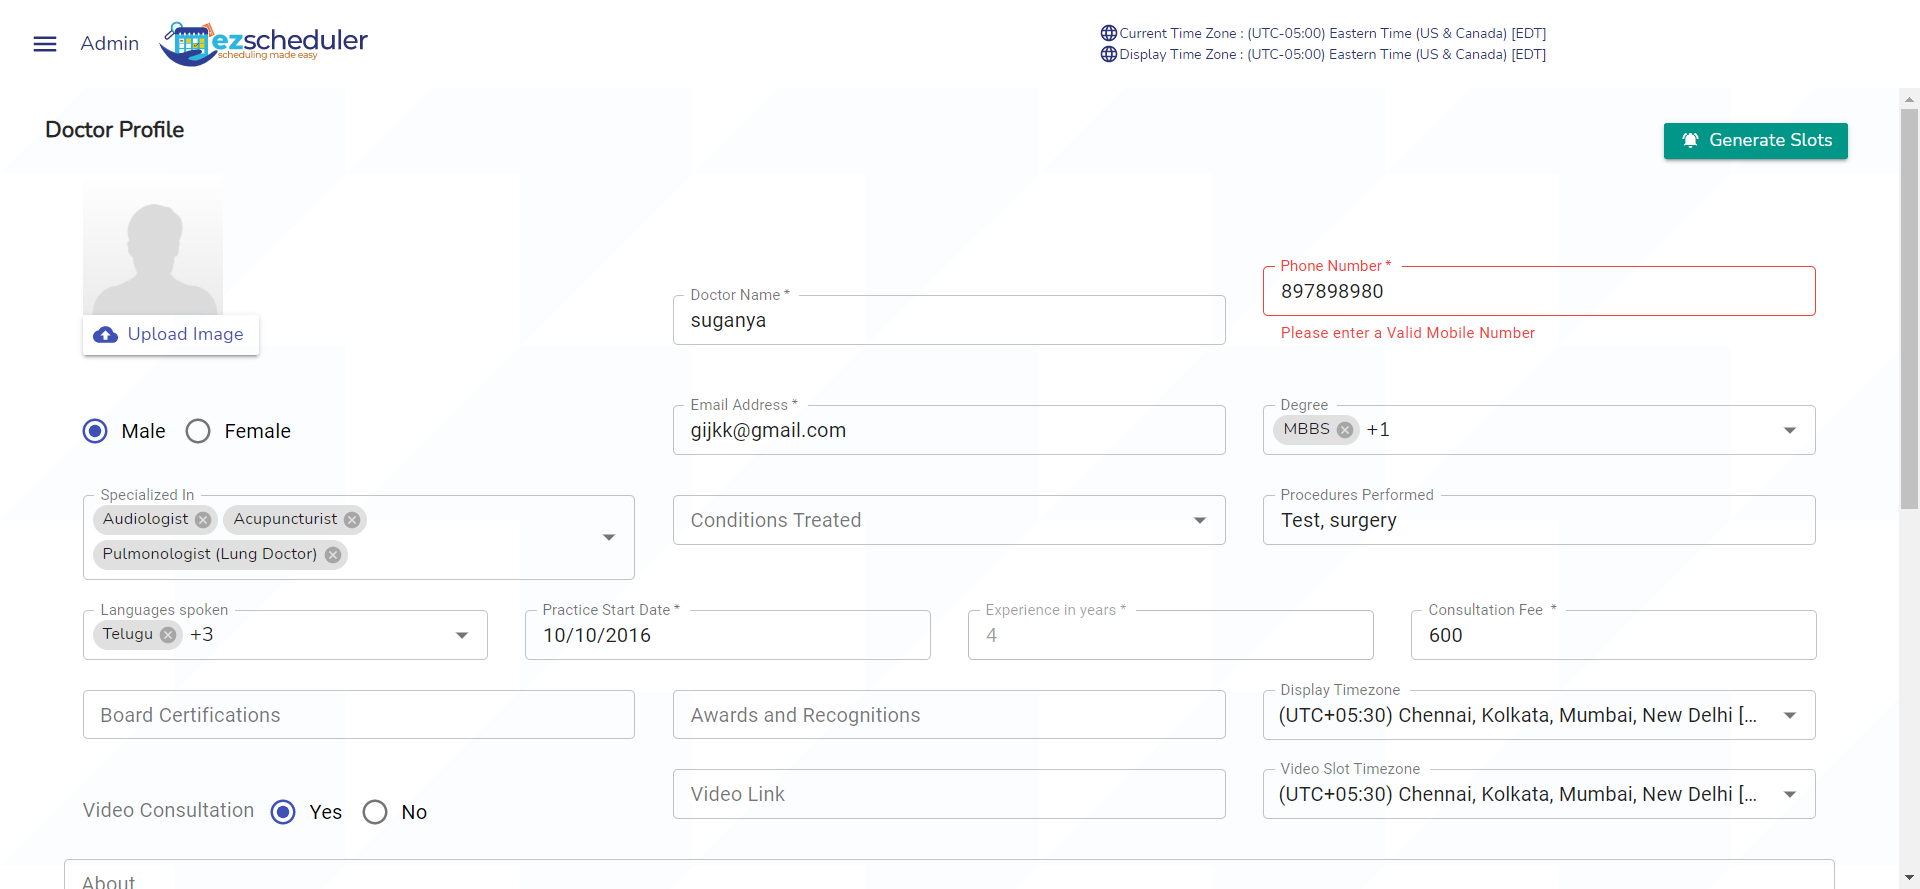 Admin
ezscheduler
scheduling made easy
Current Time Zone : (UTC-05:00) Eastern Time (US & Canada) [EDT]
Display Time Zone : (UTC-05:00) Eastern Time (US & Canada) [EDT]
Doctor Profile
Generate Slots
Upload Image
Doctor Name *
suganya
Phone Number *
897898980
Please enter a Valid Mobile Number
Male
Female
Email Address *
gijkk@gmail.com
Degree
MBBS +1
Specialized In
Audiologist
Acupuncturist
Pulmonologist (Lung Doctor)
Conditions Treated
Procedures Performed
Test, surgery
Languages spoken
Telugu +3
Practice Start Date *
10/10/2016
Experience in years *
4
Consultation Fee *
600
Board Certifications
Awards and Recognitions
Display Timezone
(UTC+05:30) Chennai, Kolkata, Mumbai, New Delhi [...
Video Consultation
Yes
No
Video Link
Video Slot Timezone
(UTC+05:30) Chennai, Kolkata, Mumbai, New Delhi [...
About